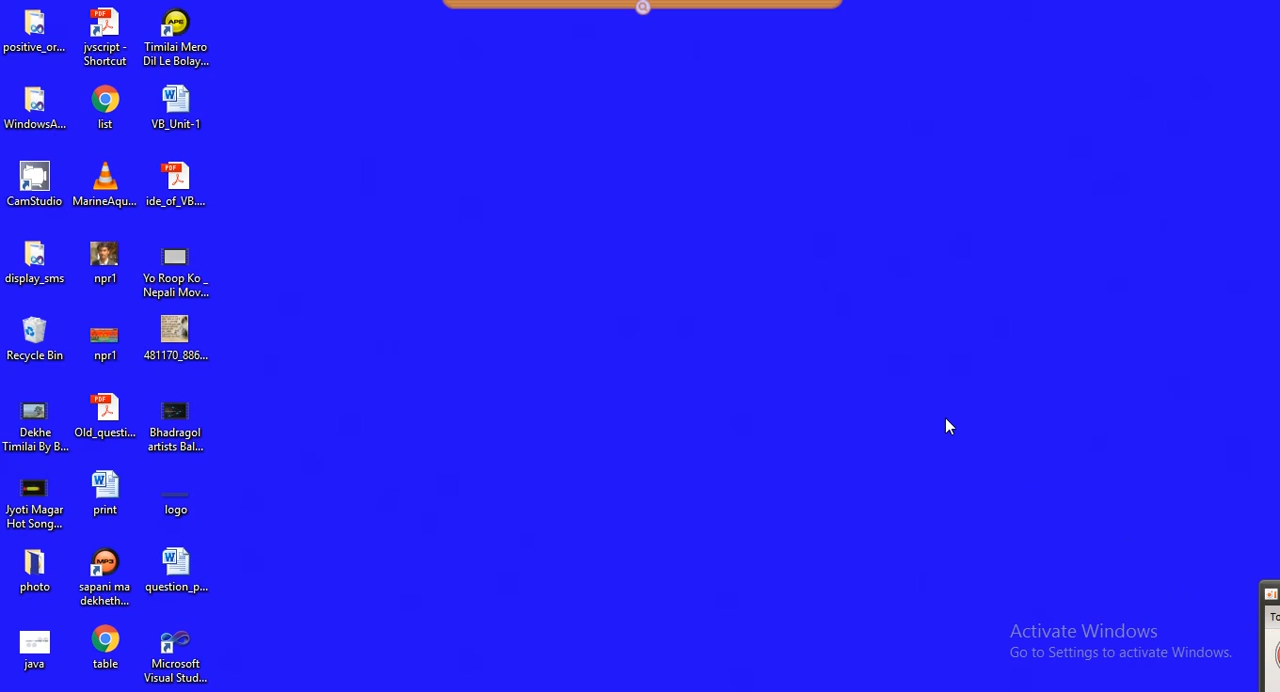 positive_or...
jvscript -
Shortcut
Timilai Mero
Dil Le Bolay...
WindowsA...
list
VB_Unit-1
CamStudio
MarineAqu...
ide_of_VB....
display_sms
npr1
Yo Roop Ko _
Nepali Mov...
Recycle Bin
npr1
481170_886...
Dekhe
Timilai By B...
Old_questi...
Bhadragol
artists Bal...
Jyoti Magar
Hot Song...
print
logo
photo
sapani ma
dekheth...
question_p...
java
table
Microsoft
Visual Stud...
Activate Windows
Go to Settings to activate Windows.
To